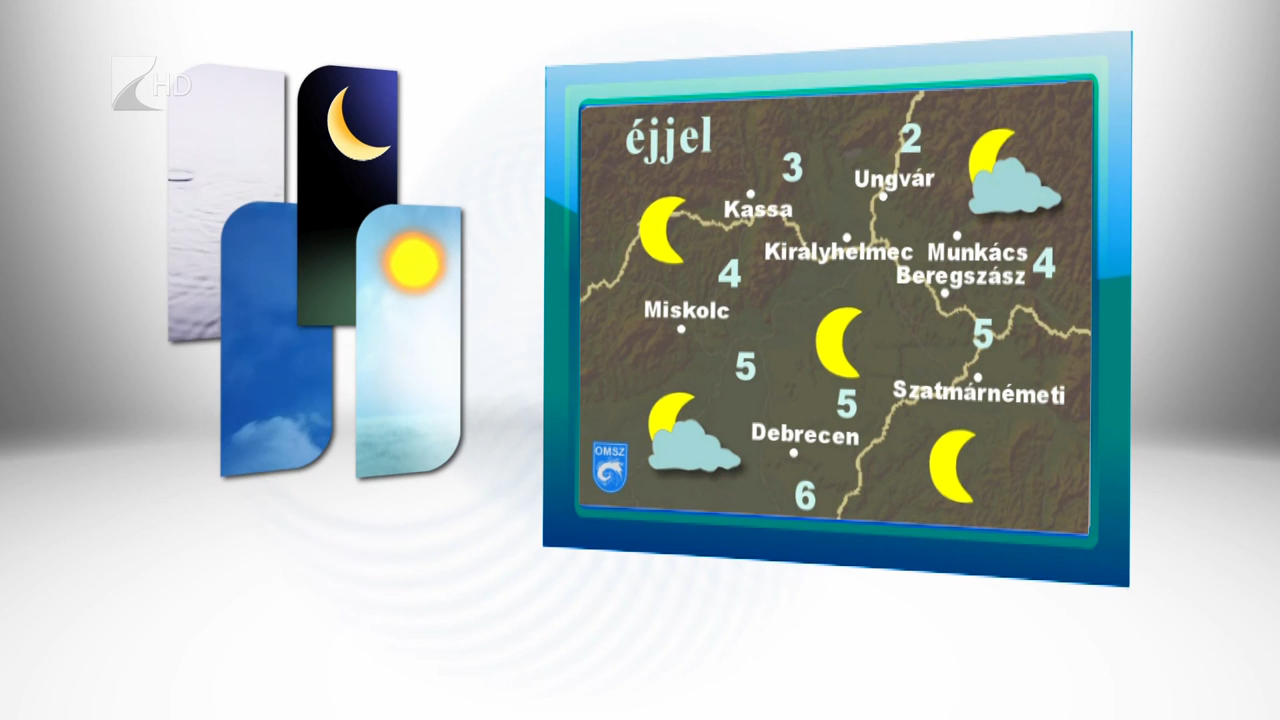 HD
éjjel
2
3
Ungvár
Kassa
Királyhelmec
Munkács
4
Beregszász
4
Miskolc
5
5
Szatmárnémeti
5
Debrecen
OMSZ
6